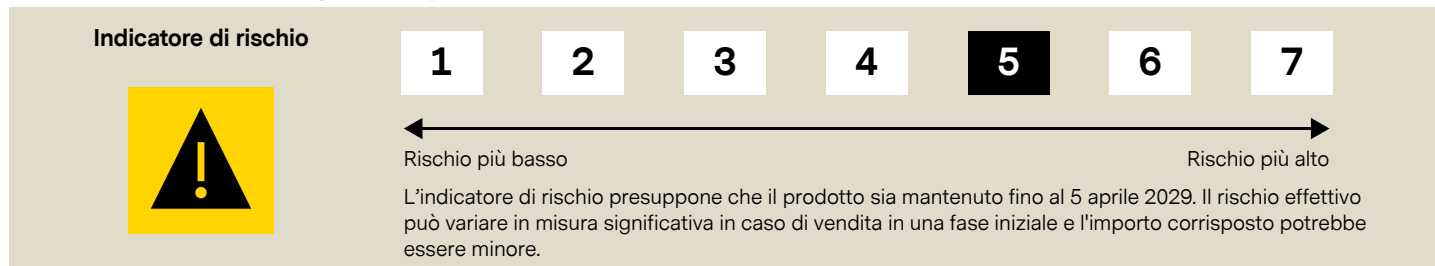 Indicatore di rischio
1 2 3 4 5 6 7
Rischio più basso
Rischio più alto
L'indicatore di rischio presuppone che il prodotto sia mantenuto fino al 5 aprile 2029. Il rischio effettivo
può variare in misura significativa in caso di vendita in una fase iniziale e l'importo corrisposto potrebbe
essere minore.